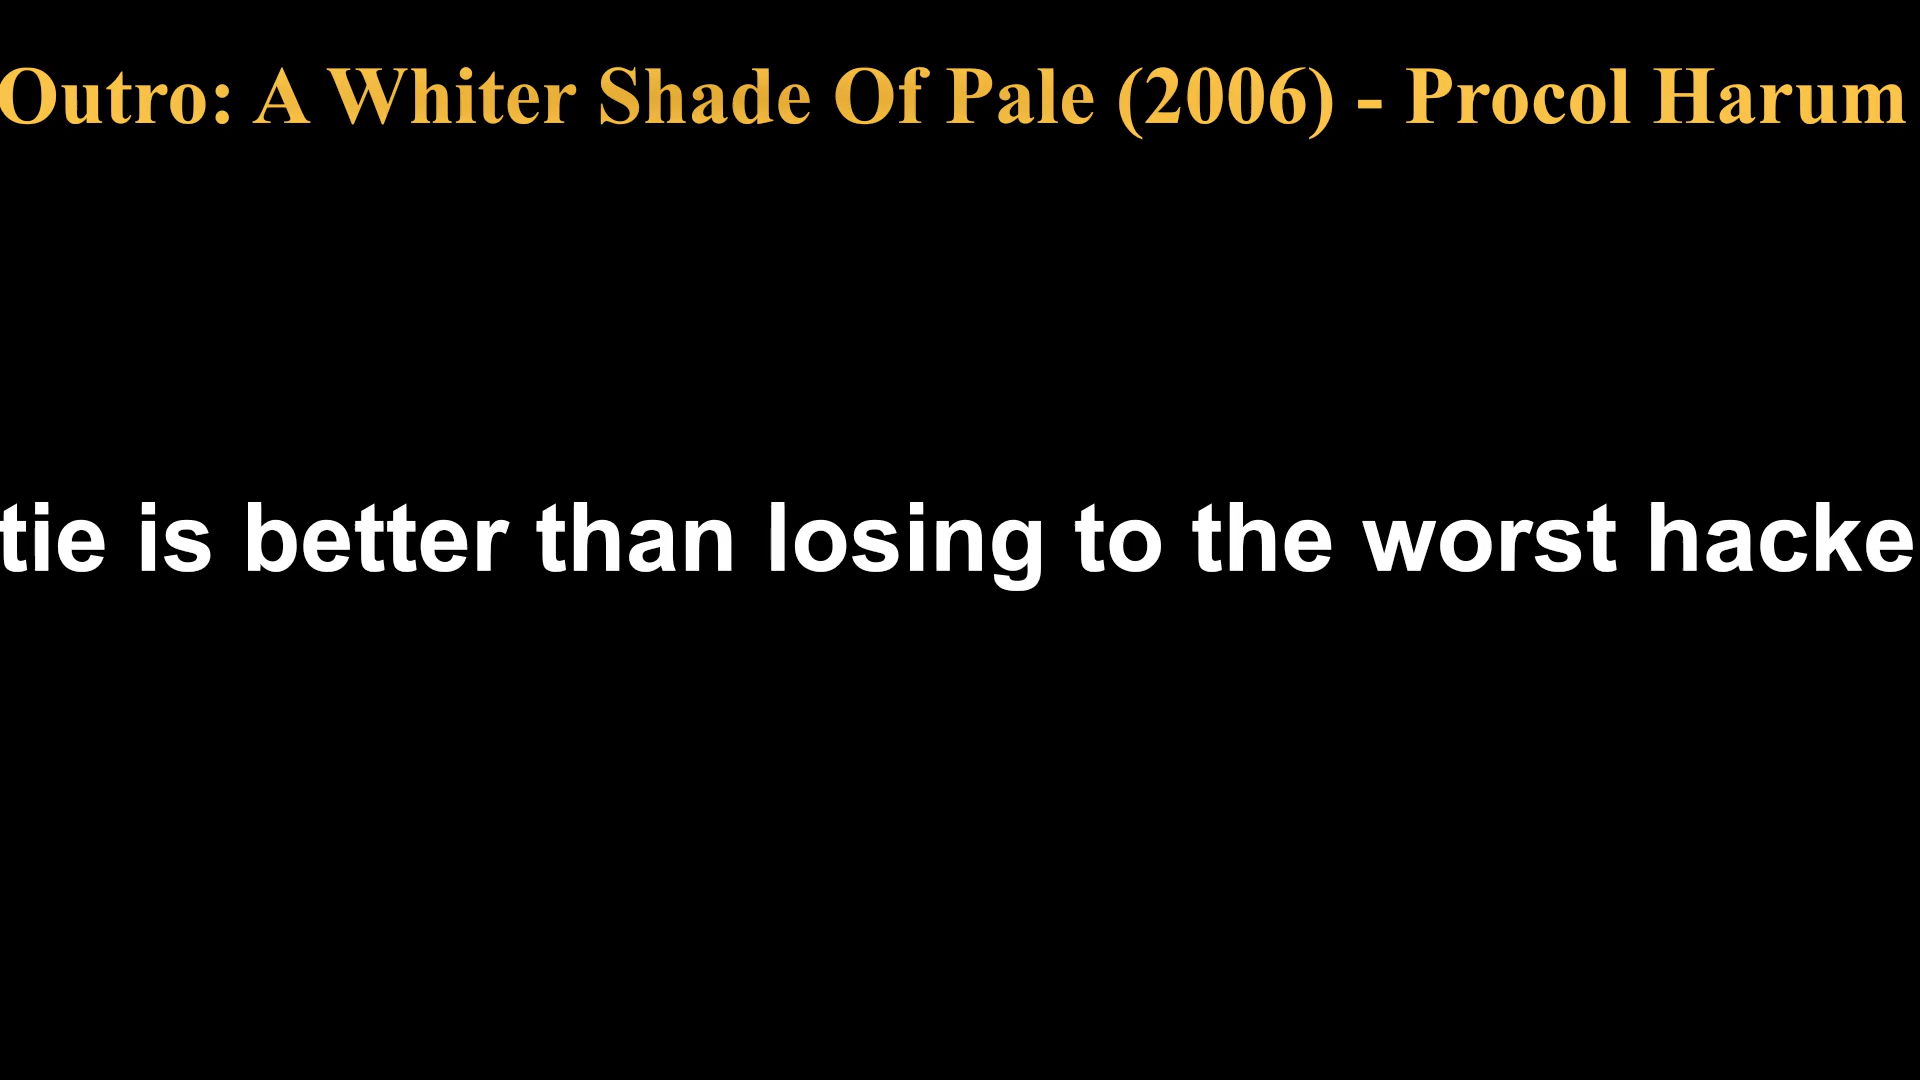 Outro: A Whiter Shade Of Pale (2006) - Procol Harum
tie is better than losing to the worst hacke